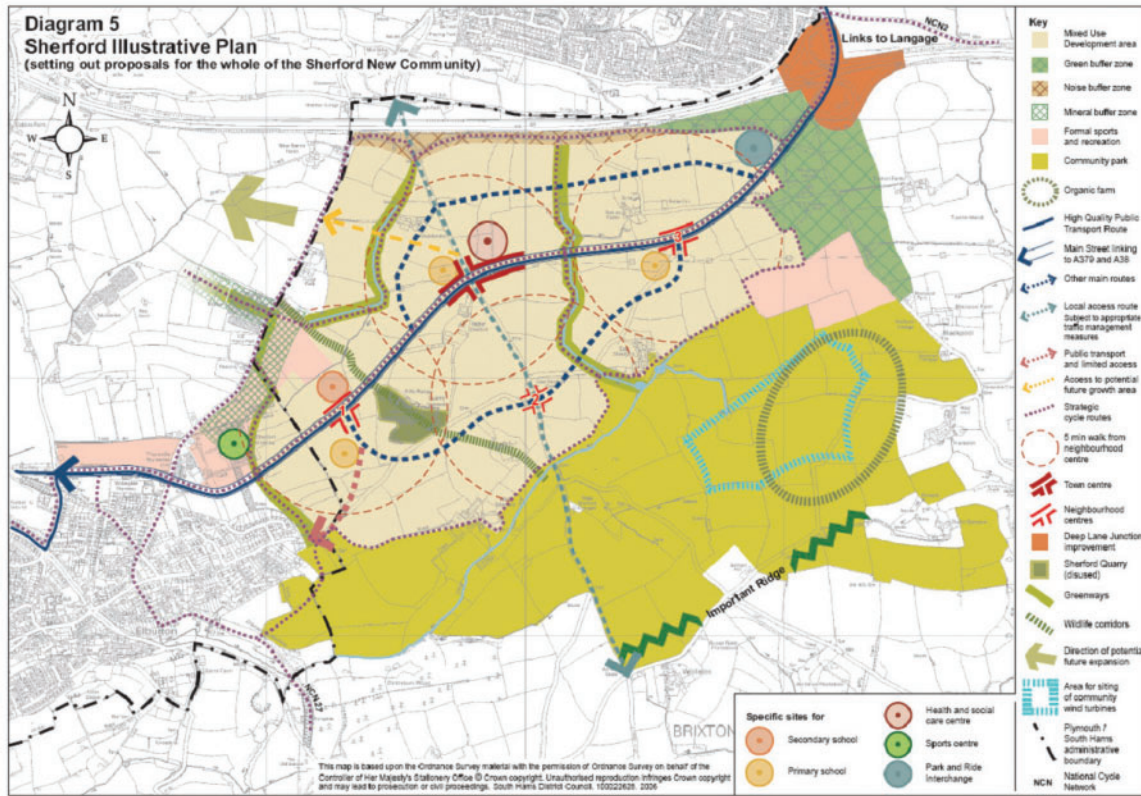 Diagram 5
Sherford Illustrative Plan
(setting out proposals for the whole of the Sherford New Community)
N
W
E
S
NCN2
Links to Langage
Important Ridge
NCN27
Elburton
BRIXTON
Key
Mixed Use
Development area
Green buffer zone
Noise buffer zone
Mineral buffer zone
Formal sports
and recreation
Community park
Organic farm
High Quality Public
Transport Route
Main Street linking
to A379 and A38
Other main routes
Local access route
Subject to appropriate
traffic management
measures
Public transport
and limited access
Access to potential
future growth area
Strategic
cycle routes
5 min walk from
neighbourhood
centre
Town centre
Neighbourhood
centres
Deep Lane Junction
improvement
Sherford Quarry
(disused)
Greenways
Wildlife corridors
Direction of potential
future expansion
Area for siting
of community
wind turbines
Plymouth /
South Hams
administrative
boundary
NCN
National Cycle
Network
Specific sites for
Secondary school
Primary school
Health and social
care centre
Sports centre
Park and Ride
Interchange
This map is based upon the Ordnance Survey material with the permission of Ordnance Survey on behalf of the
Controller of Her Majesty's Stationery Office © Crown copyright. Unauthorised reproduction infringes Crown copyright
and may lead to prosecution or civil proceedings. South Hams District Council. 100022628. 2006